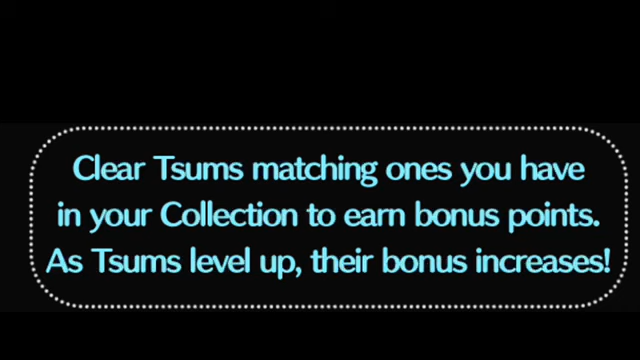 Clear Tsums matching ones you have
in your Collection to earn bonus points.
As Tsums level up, their bonus increases!